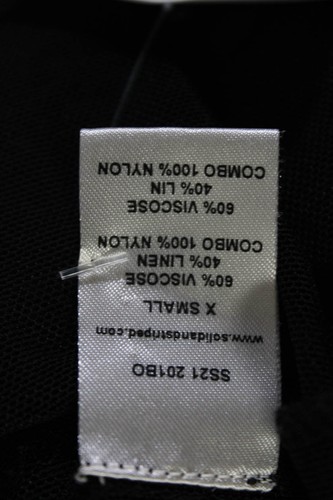 SS21 201BO
www.solidandstriped.com
X SMALL
60% VISCOSE
40% LINEN
COMBO 100% NYLON
60% VISCOSE
40% LIN
COMBO 100% NYLON